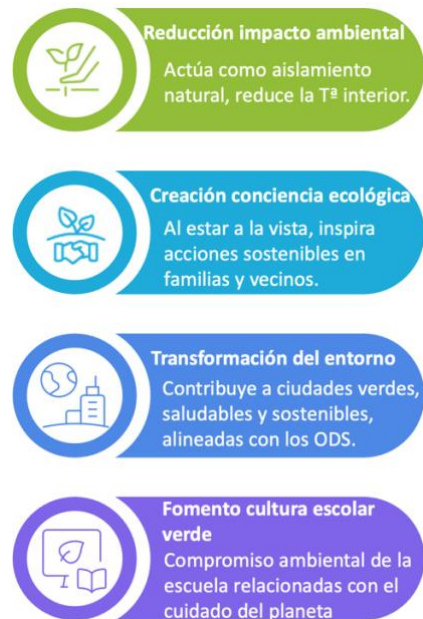 Reducción impacto ambiental
Actúa como aislamiento
natural, reduce la Tª interior.
Creación conciencia ecológica
Al estar a la vista, inspira
acciones sostenibles en
familias y vecinos.
Transformación del entorno
Contribuye a ciudades verdes,
saludables y sostenibles,
alineadas con los ODS.
Fomento cultura escolar
verde
Compromiso ambiental de la
escuela relacionadas con el
cuidado del planeta